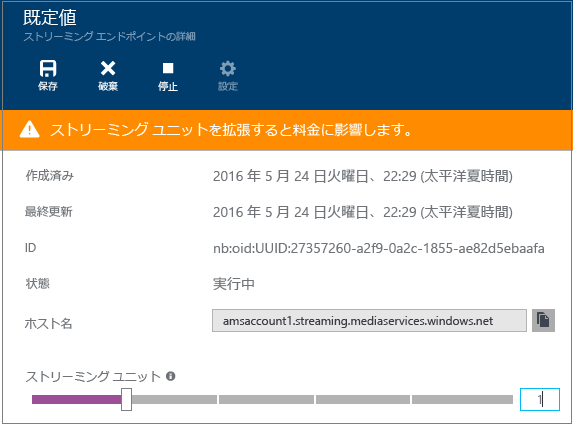 既定値
ストリーミング エンドポイントの詳細
保存 破棄 停止 設定
ストリーミング ユニットを拡張すると料金に影響します。
作成済み 2016 年 5 月 24 日火曜日、22:29 (太平洋夏時間)
最終更新 2016 年 5 月 24 日火曜日、22:29 (太平洋夏時間)
ID nb:oid:UUID:27357260-a2f9-0a2c-1855-ae82d5ebaafa
状態 実行中
ホスト名 amsaccount1.streaming.mediaservices.windows.net
ストリーミング ユニット
1